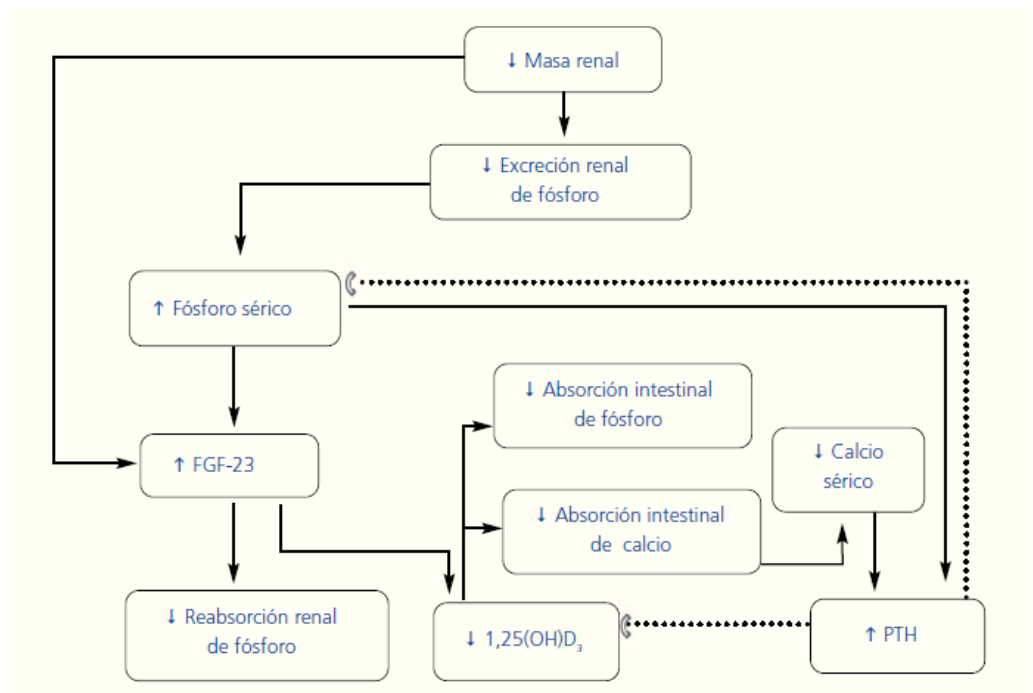 ↓ Masa renal
↓ Excreción renal
de fósforo
↑ Fósforo sérico
↓ Absorción intestinal
de fósforo
↓ Calcio
sérico
↑ FGF-23
↓ Absorción intestinal
de calcio
↓ Reabsorción renal
de fósforo
↓ 1,25(OH)D₃
↑ PTH